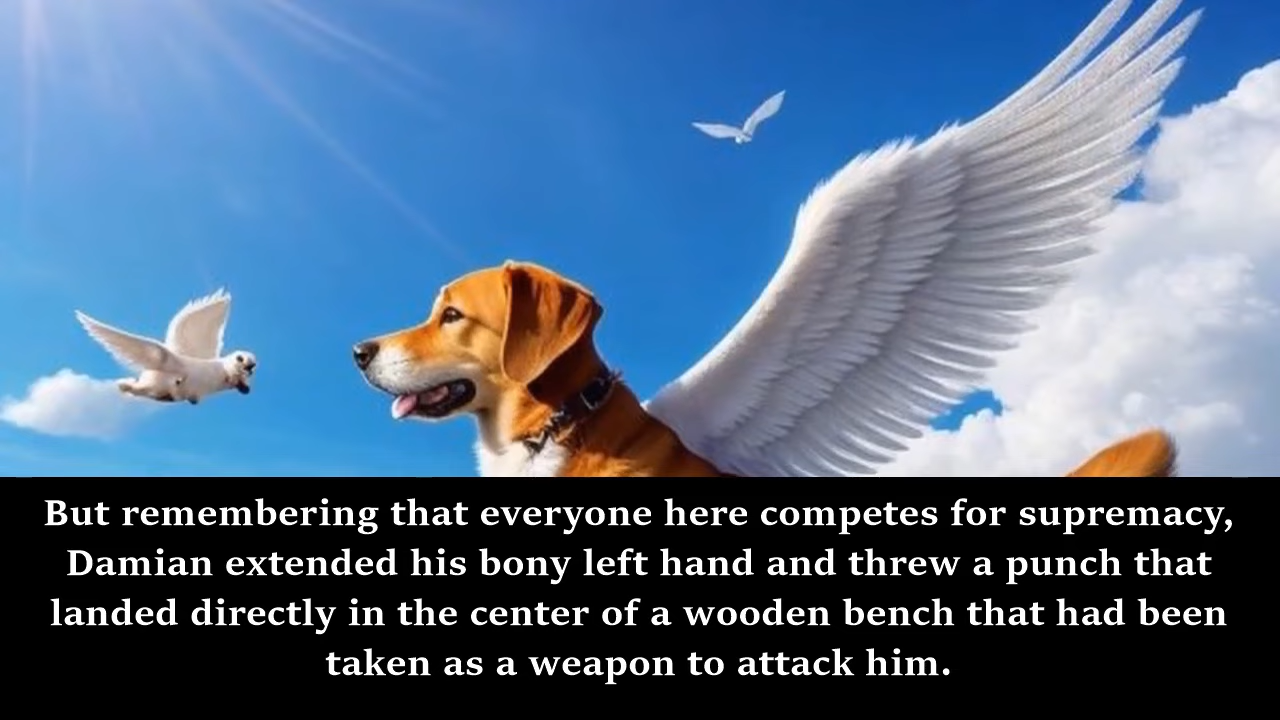 But remembering that everyone here competes for supremacy,
Damian extended his bony left hand and threw a punch that
landed directly in the center of a wooden bench that had been
taken as a weapon to attack him.